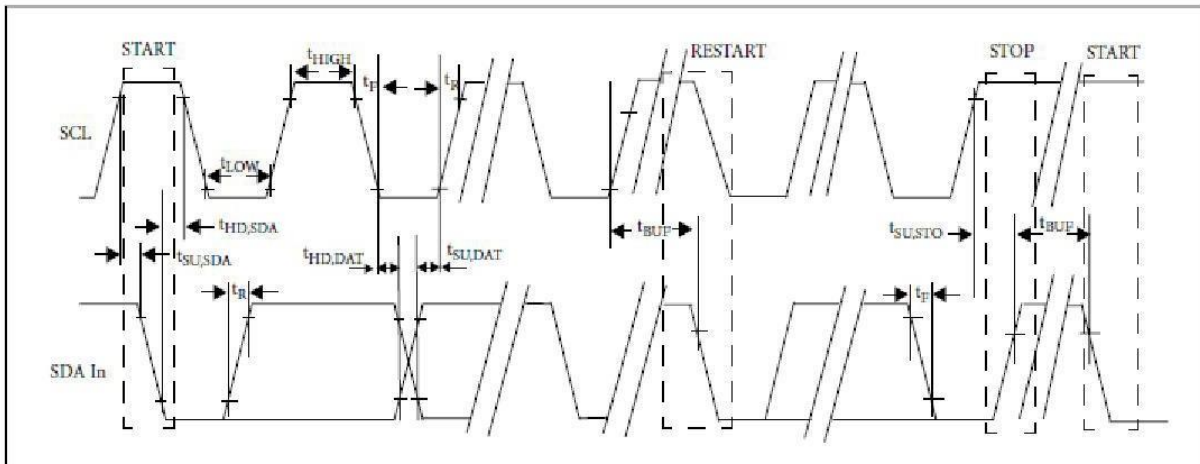 START
RESTART
STOP
START
tHIGH
tF
tR
SCL
tLOW
tHD,SDA
tSU,SDA
tHD,DAT
tSU,DAT
tBUF
tSU,STO
tBUF
tR
tF
SDA In